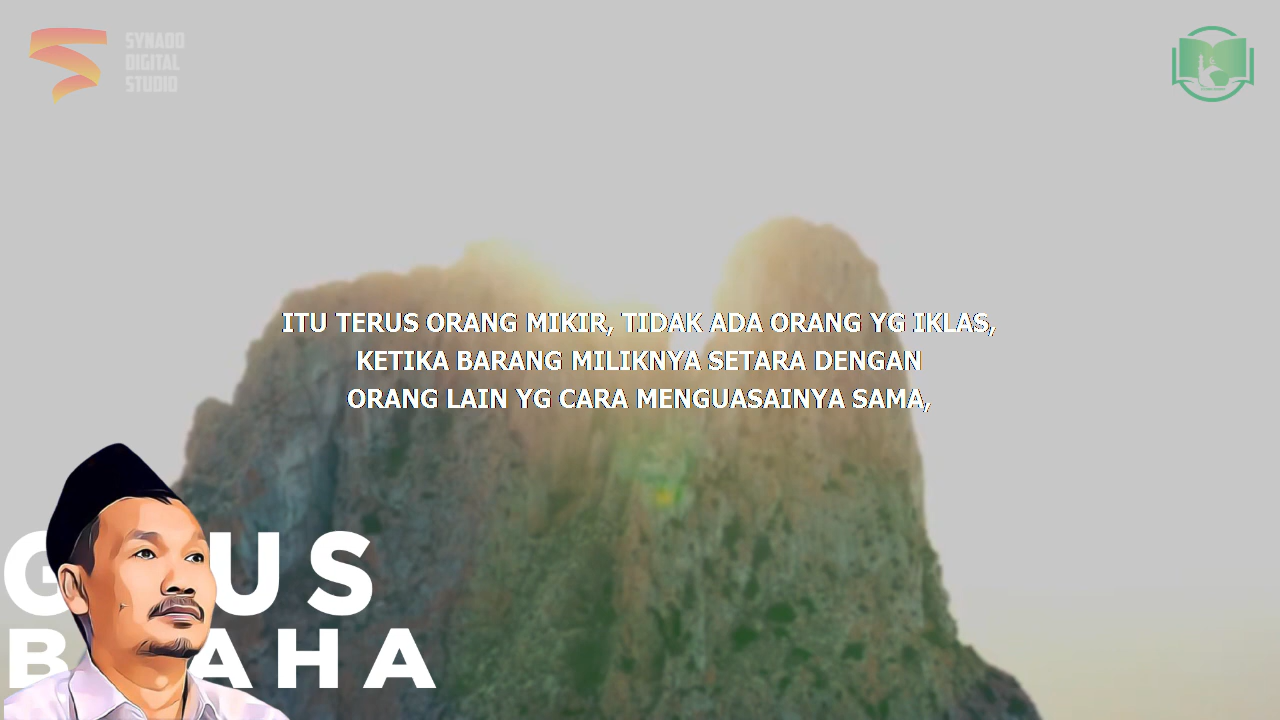 SYNADO
DIGITAL
STUDIO
ITU TERUS ORANG MIKIR, TIDAK ADA ORANG YG IKLAS,
KETIKA BARANG MILIKNYA SETARA DENGAN
ORANG LAIN YG CARA MENGUASAINYA SAMA,
GUS
BAHA